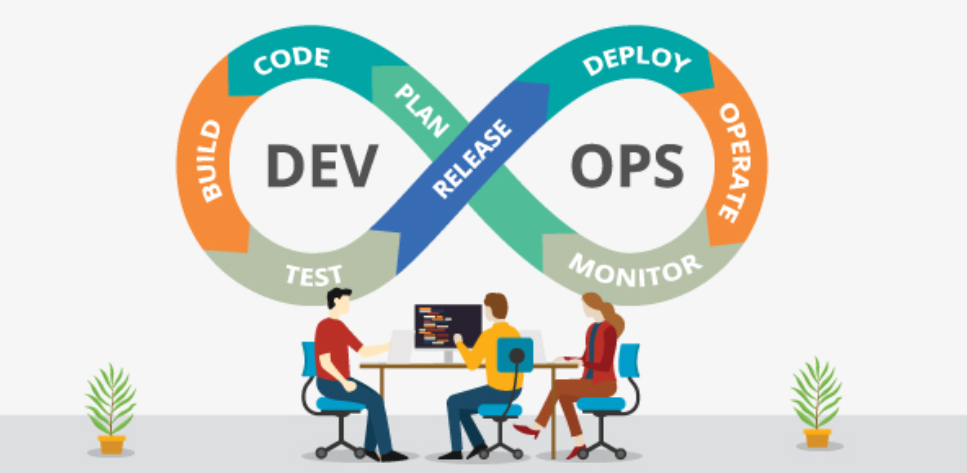 CODE
PLAN
BUILD
DEV
TEST
RELEASE
DEPLOY
OPERATE
OPS
MONITOR